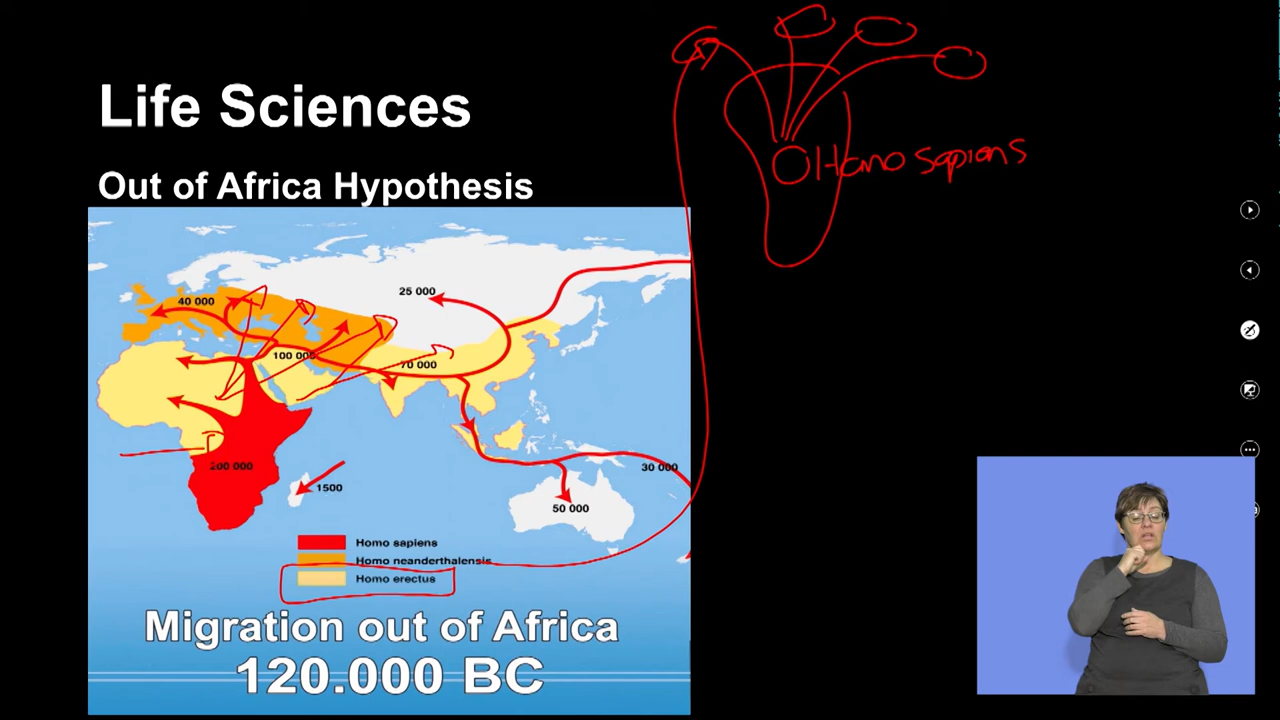 Life Sciences
Out of Africa Hypothesis
Homo sapiens
40 000
25 000
100 000
70 000
200 000
1500
30 000
50 000
Homo sapiens
Homo neanderthalensis
Homo erectus
Migration out of Africa
120.000 BC